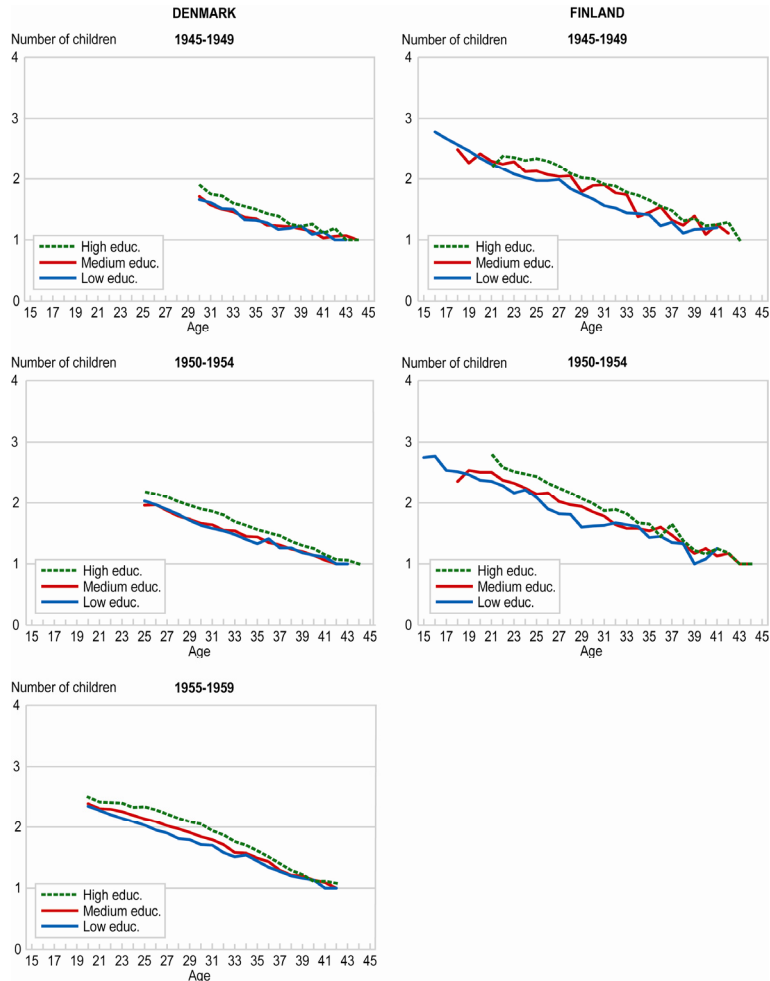 DENMARK
Number of children 1945-1949
4
3
2
1
0
High educ.
Medium educ.
Low educ.
15 17 19 21 23 25 27 29 31 33 35 37 39 41 43 45
Age
FINLAND
Number of children 1945-1949
4
3
2
1
0
High educ.
Medium educ.
Low educ.
15 17 19 21 23 25 27 29 31 33 35 37 39 41 43 45
Age
Number of children 1950-1954
4
3
2
1
0
High educ.
Medium educ.
Low educ.
15 17 19 21 23 25 27 29 31 33 35 37 39 41 43 45
Age
Number of children 1950-1954
4
3
2
1
0
High educ.
Medium educ.
Low educ.
15 17 19 21 23 25 27 29 31 33 35 37 39 41 43 45
Age
Number of children 1955-1959
4
3
2
1
0
High educ.
Medium educ.
Low educ.
15 17 19 21 23 25 27 29 31 33 35 37 39 41 43 45
Age